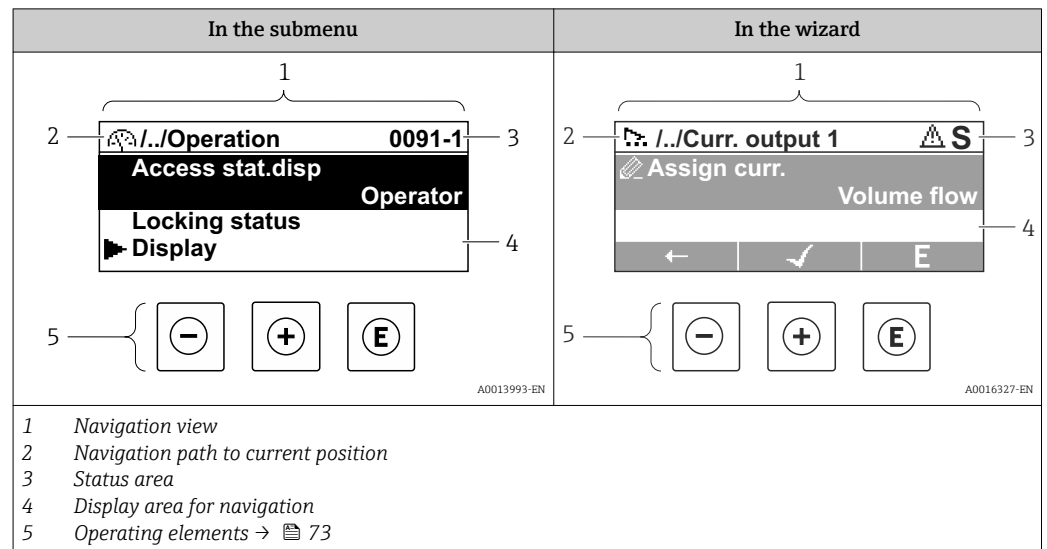 In the submenu
In the wizard
1
2
/../Operation 0091-1
3
Access stat.disp
Operator
Locking status
Display
4
5
- + E
A0013993-EN
1
2
/../Curr. output 1 S
3
Assign curr.
Volume flow
4
← ✓ E
5
- + E
A0016327-EN
1 Navigation view
2 Navigation path to current position
3 Status area
4 Display area for navigation
5 Operating elements → 73